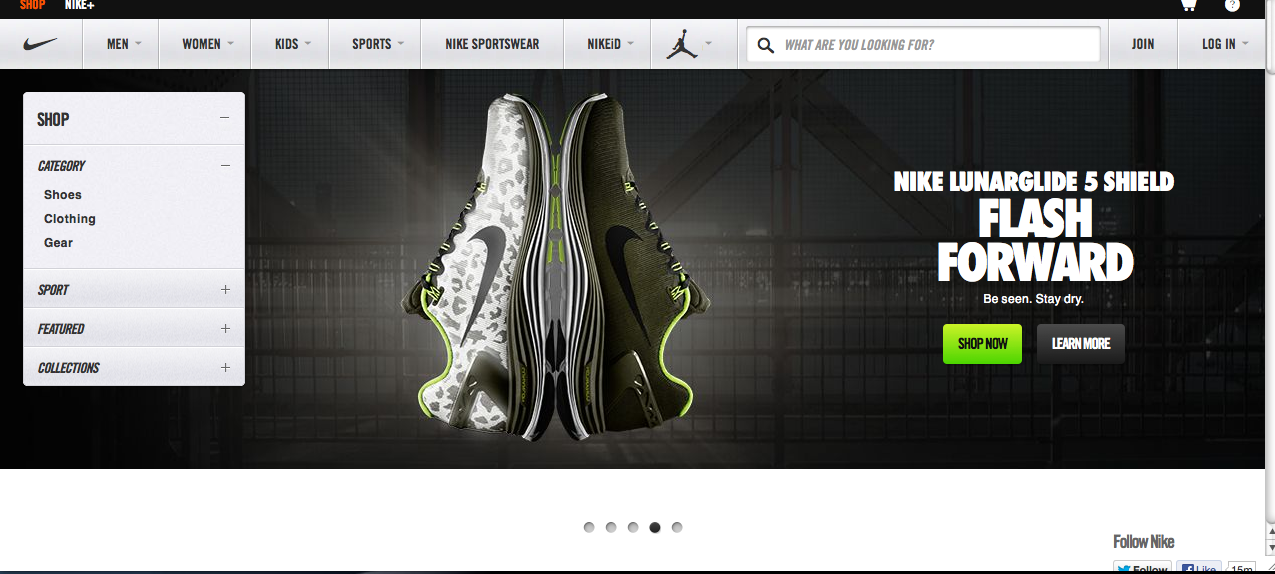 SHOP NIKE+
MEN WOMEN KIDS SPORTS NIKE SPORTSWEAR NIKEiD WHAT ARE YOU LOOKING FOR? JOIN LOG IN
SHOP
CATEGORY
Shoes
Clothing
Gear
SPORT
FEATURED
COLLECTIONS
NIKE LUNARGLIDE 5 SHIELD
FLASH
FORWARD
Be seen. Stay dry.
SHOP NOW LEARN MORE
Follow Nike
Follow Like 15m